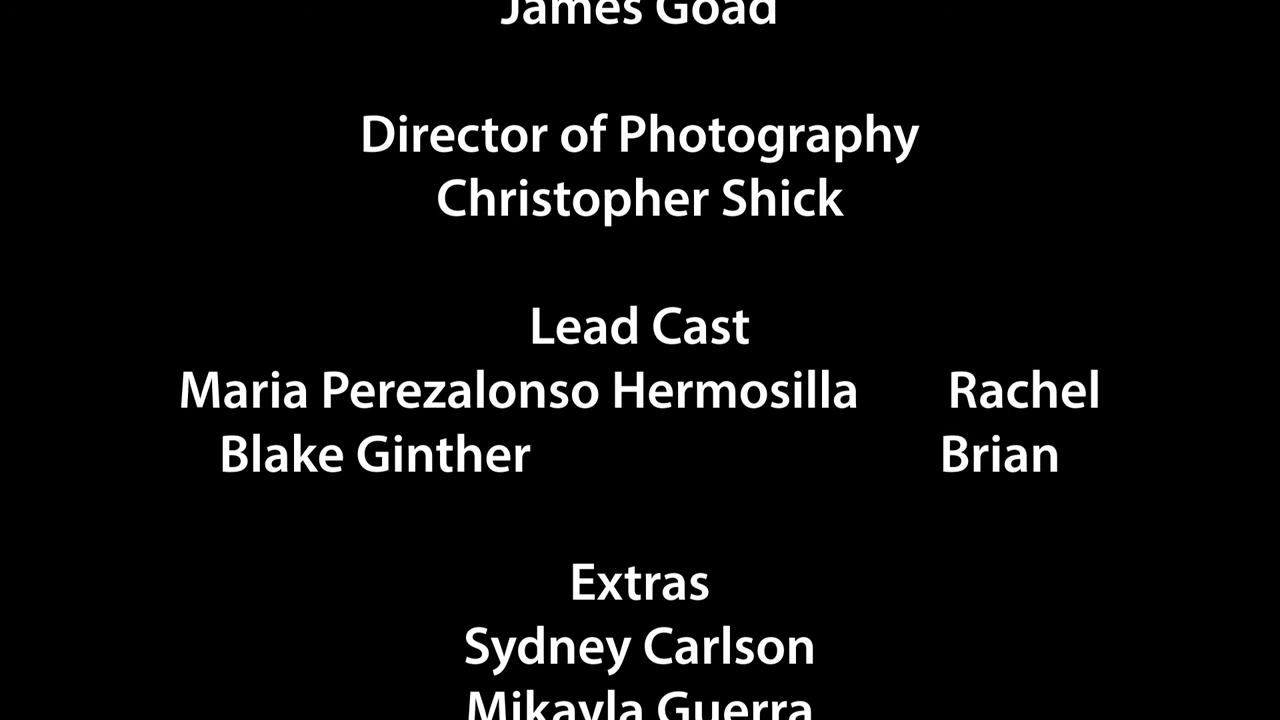 James Goad
Director of Photography
Christopher Shick
Lead Cast
Maria Perezalonso Hermosilla Rachel
Blake Ginther Brian
Extras
Sydney Carlson
Mikayla Guerra